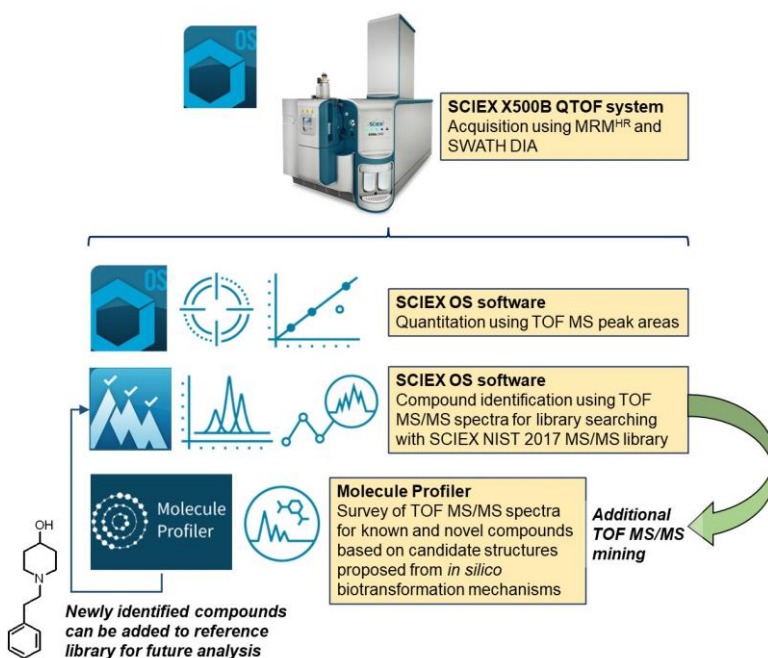 OS
SCIEX X500B QTOF system
Acquisition using MRMᴴᴿ and
SWATH DIA
OS
SCIEX OS software
Quantitation using TOF MS peak areas
SCIEX OS software
Compound identification using TOF
MS/MS spectra for library searching
with SCIEX NIST 2017 MS/MS library
Molecule
Profiler
Molecule Profiler
Survey of TOF MS/MS spectra
for known and novel compounds
based on candidate structures
proposed from in silico
biotransformation mechanisms
Additional
TOF MS/MS
mining
OH
N
Newly identified compounds
can be added to reference
library for future analysis